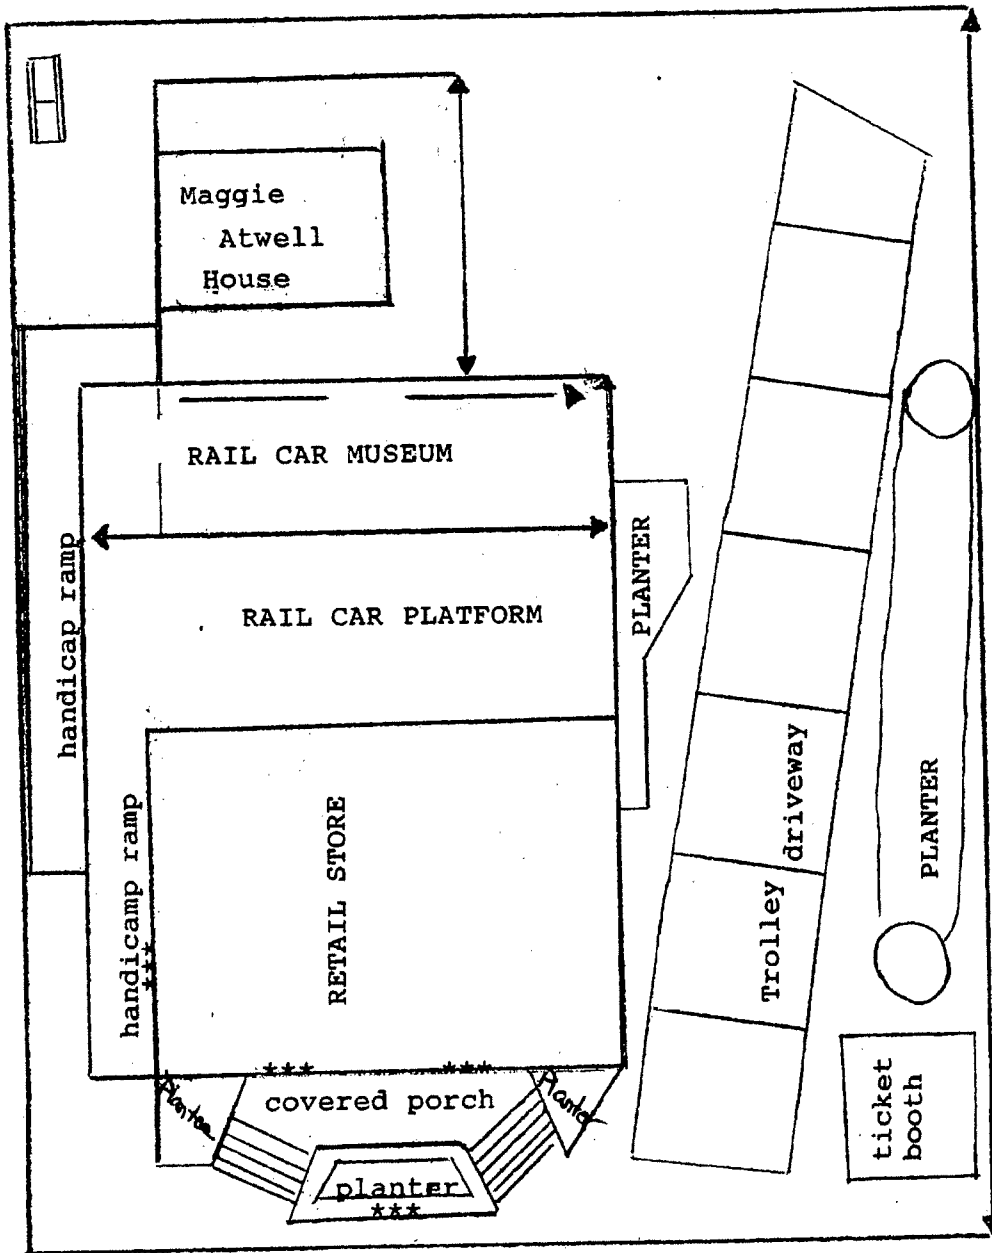 Maggie
Atwell
House
RAIL CAR MUSEUM
handicap ramp
RAIL CAR PLATFORM
PLANTER
handicamp ramp
***
RETAIL STORE
Trolley driveway
PLANTER
*** ***
Planter
covered porch
Planter
planter
***
ticket
booth